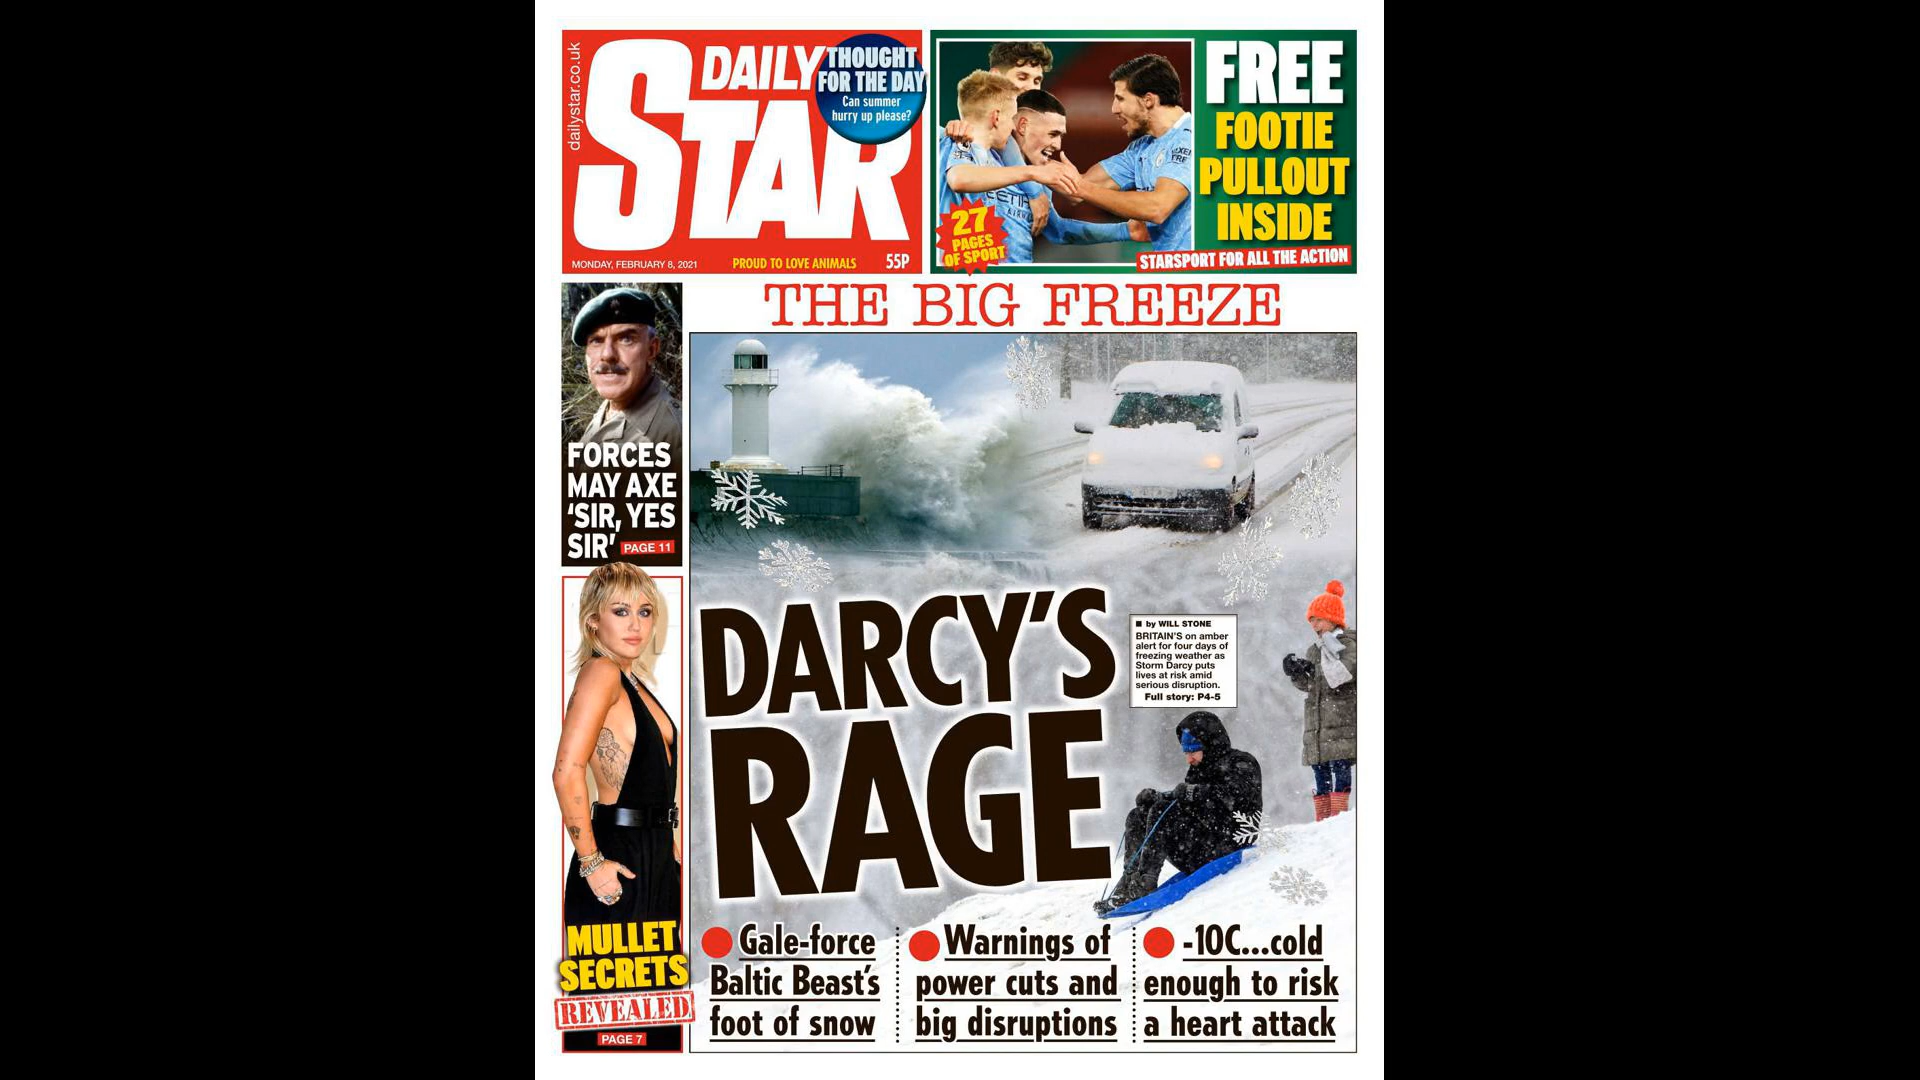 dailystar.co.uk
DAILY
STAR
THOUGHT
FOR THE DAY
Can summer
hurry up please?
MONDAY, FEBRUARY 8, 2021
PROUD TO LOVE ANIMALS
55P
27
PAGES
OF SPORT
FREE
FOOTIE
PULLOUT
INSIDE
STARSPORT FOR ALL THE ACTION
THE BIG FREEZE
FORCES
MAY AXE
‘SIR, YES
SIR’ PAGE 11
MULLET
SECRETS
REVEALED
PAGE 7
DARCY’S
RAGE
■ by WILL STONE
BRITAIN’S on amber
alert for four days of
freezing weather as
Storm Darcy puts
lives at risk amid
serious disruption.
Full story: P4-5
Gale-force
Baltic Beast’s
foot of snow
Warnings of
power cuts and
big disruptions
-10C...cold
enough to risk
a heart attack